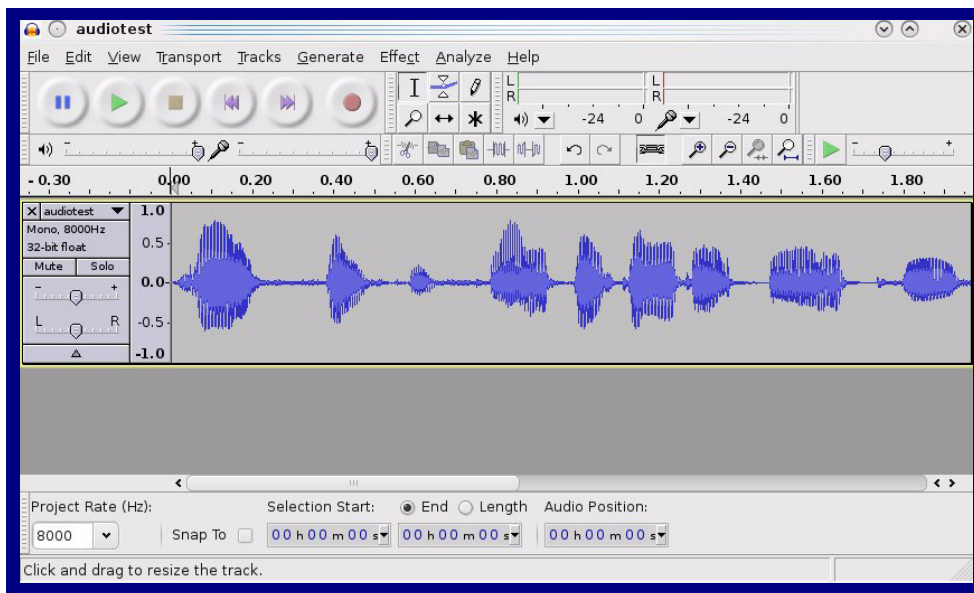 audiotest
File Edit View Transport Tracks Generate Effect Analyze Help
L
R
L
R
-24 0
-24 0
- 0.30 0.00 0.20 0.40 0.60 0.80 1.00 1.20 1.40 1.60 1.80
X audiotest
Mono, 8000Hz
32-bit float
Mute Solo
- +
L R
1.0
0.5
0.0
-0.5
-1.0
Project Rate (Hz):
8000
Snap To
Selection Start:
End Length
Audio Position:
00 h 00 m 00 s
00 h 00 m 00 s
00 h 00 m 00 s
Click and drag to resize the track.